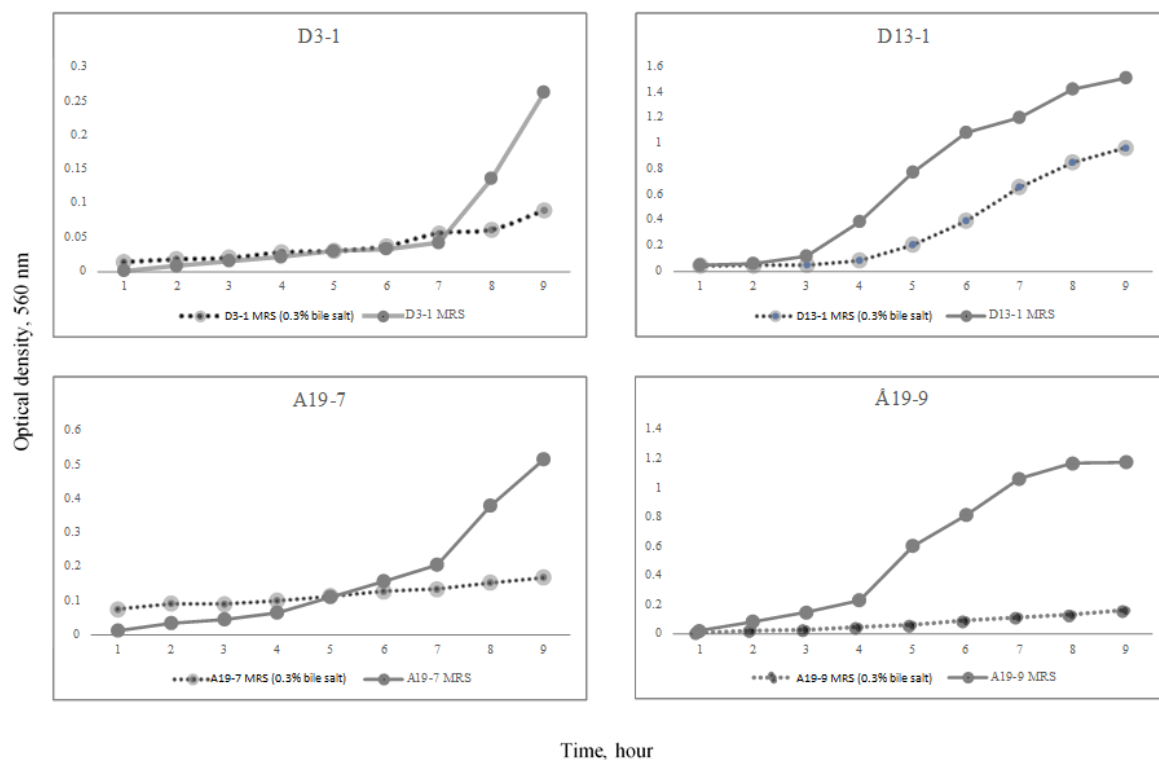 D3-1
0.3
0.25
0.2
0.15
0.1
0.05
0
1 2 3 4 5 6 7 8 9
D3-1 MRS (0.3% bile salt) D3-1 MRS
D13-1
1.6
1.4
1.2
1
0.8
0.6
0.4
0.2
0
1 2 3 4 5 6 7 8 9
D13-1 MRS (0.3% bile salt) D13-1 MRS
Optical density, 560 nm
A19-7
0.6
0.5
0.4
0.3
0.2
0.1
0
1 2 3 4 5 6 7 8 9
A19-7 MRS (0.3% bile salt) A19-7 MRS
Å19-9
1.4
1.2
1
0.8
0.6
0.4
0.2
0
1 2 3 4 5 6 7 8 9
A19-9 MRS (0.3% bile salt) A19-9 MRS
Time, hour